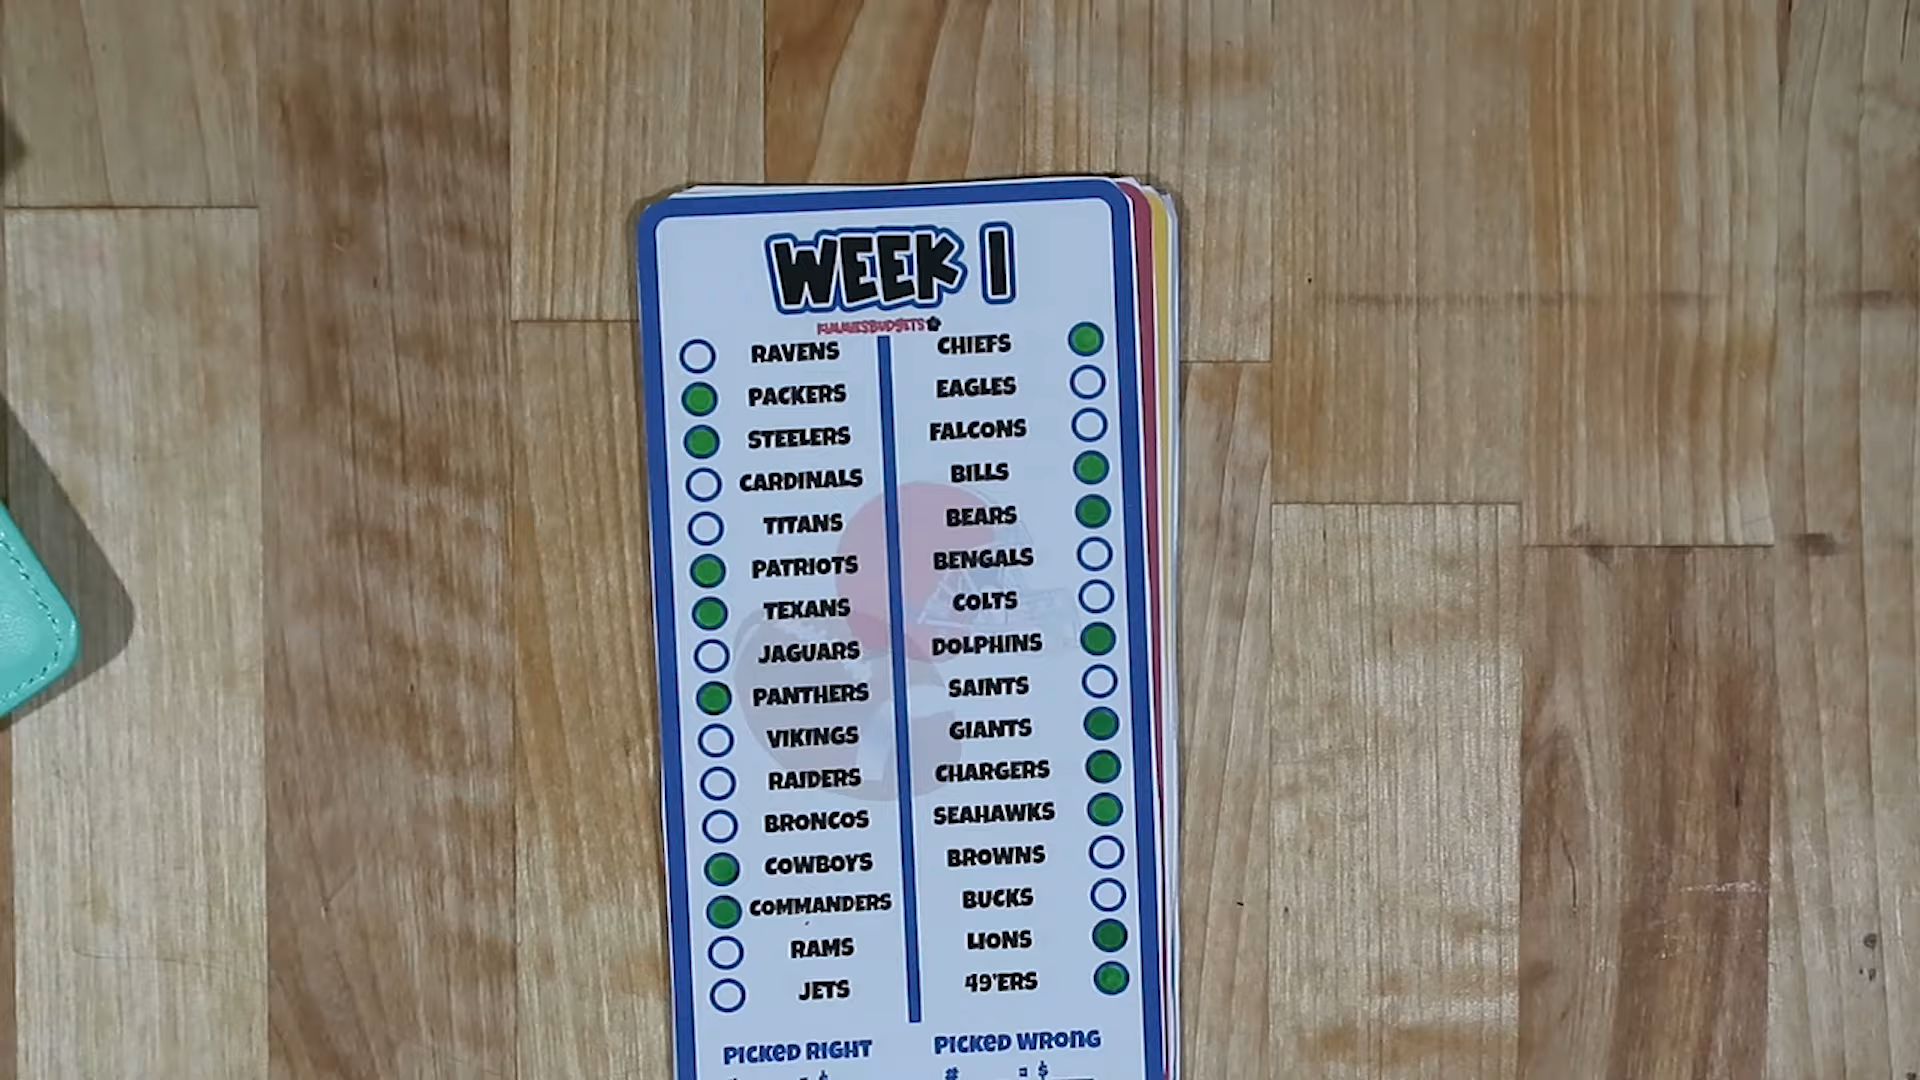 WEEK 1
KUMAESBUDGETS
RAVENS CHIEFS
PACKERS EAGLES
STEELERS FALCONS
CARDINALS BILLS
TITANS BEARS
PATRIOTS BENGALS
TEXANS COLTS
JAGUARS DOLPHINS
PANTHERS SAINTS
VIKINGS GIANTS
RAIDERS CHARGERS
BRONCOS SEAHAWKS
COWBOYS BROWNS
COMMANDERS BUCKS
RAMS LIONS
JETS 49'ERS
PICKED RIGHT PICKED WRONG
# = $